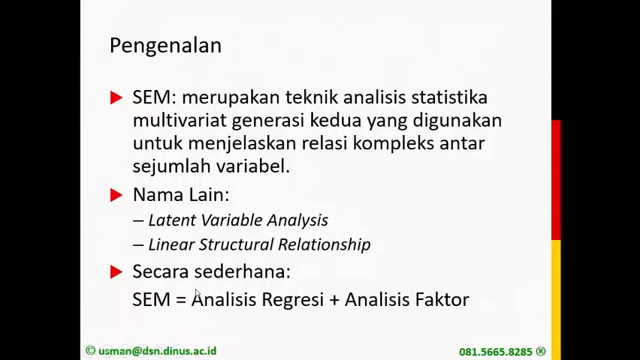 Pengenalan
SEM: merupakan teknik analisis statistika
multivariat generasi kedua yang digunakan
untuk menjelaskan relasi kompleks antar
sejumlah variabel.
Nama Lain:
– Latent Variable Analysis
– Linear Structural Relationship
Secara sederhana:
SEM = Analisis Regresi + Analisis Faktor
© usman@dsn.dinus.ac.id
081.5665.8285 ®